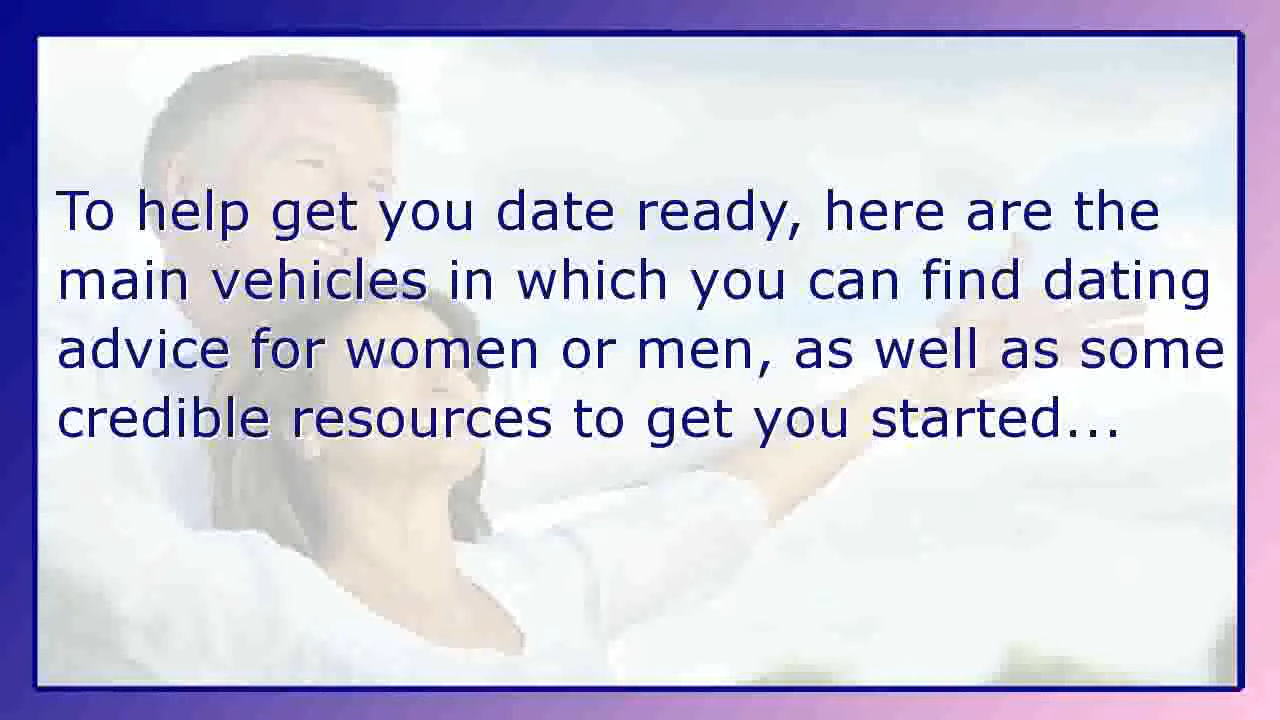 To help get you date ready, here are the
main vehicles in which you can find dating
advice for women or men, as well as some
credible resources to get you started...